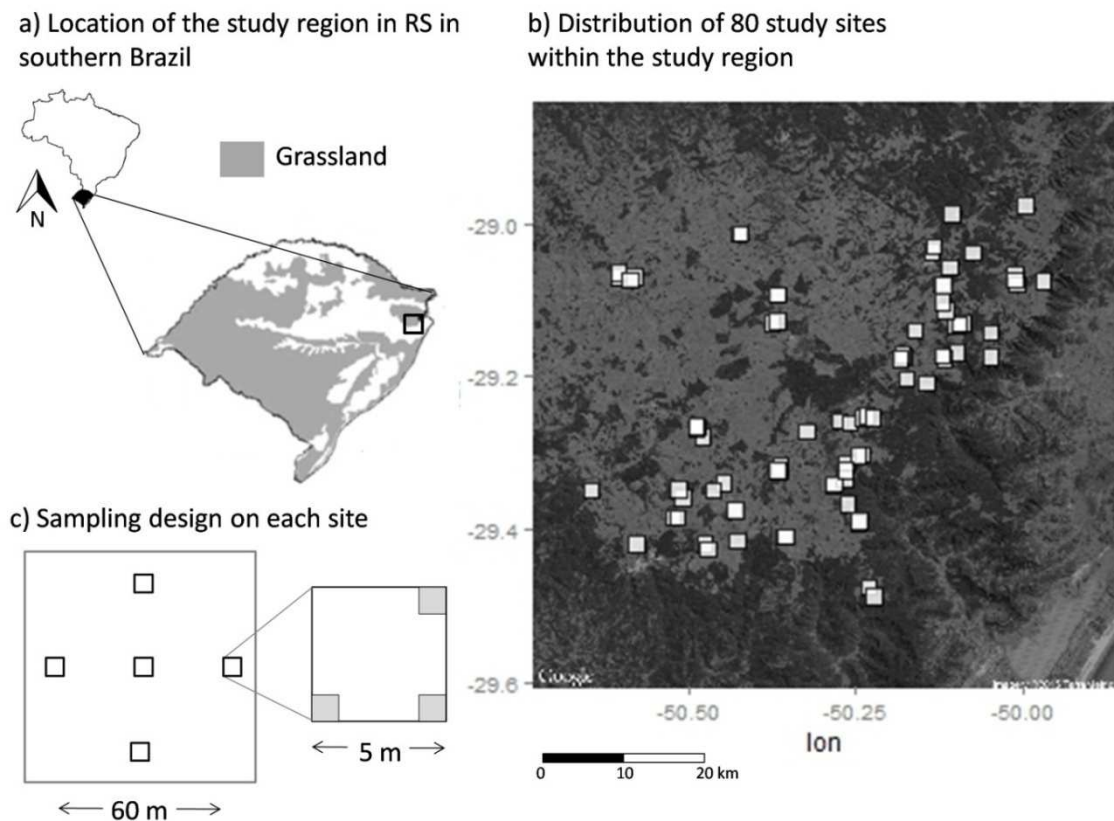 a) Location of the study region in RS in
southern Brazil
Grassland
N
b) Distribution of 80 study sites
within the study region
-29.0
-29.2
-29.4
-29.6
Google
-50.50
-50.25
-50.00
lon
0
10
20 km
c) Sampling design on each site
5 m
60 m